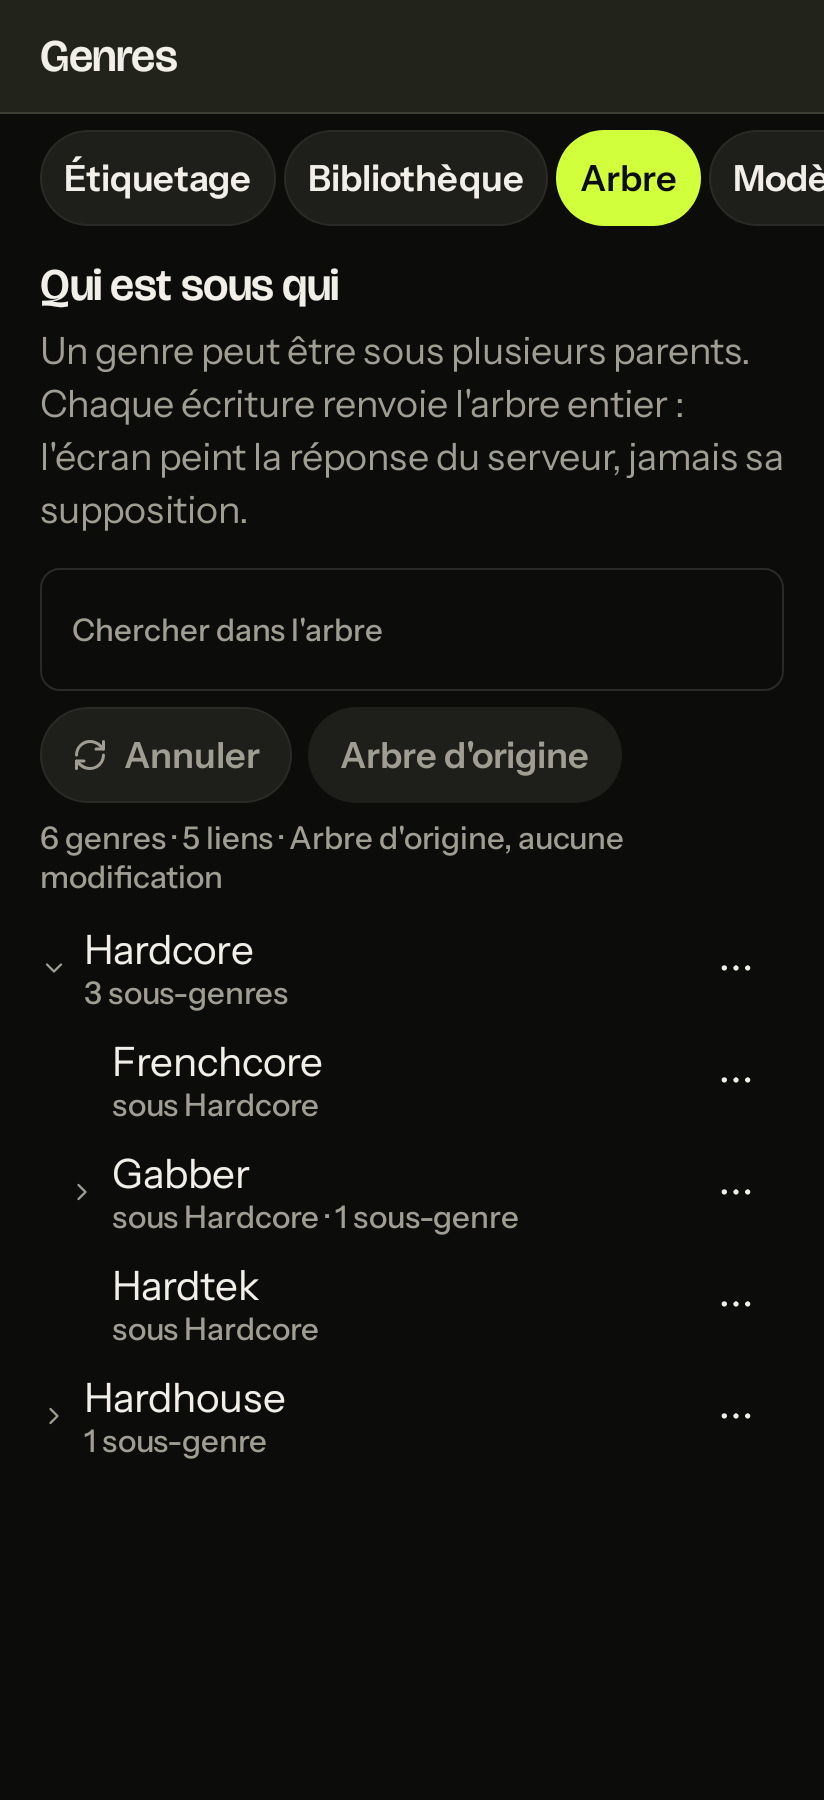 Genres
Étiquetage Bibliothèque Arbre Modè
Qui est sous qui
Un genre peut être sous plusieurs parents.
Chaque écriture renvoie l'arbre entier :
l'écran peint la réponse du serveur, jamais sa
supposition.
Chercher dans l'arbre
Annuler Arbre d'origine
6 genres · 5 liens · Arbre d'origine, aucune
modification
Hardcore
3 sous-genres
Frenchcore
sous Hardcore
Gabber
sous Hardcore · 1 sous-genre
Hardtek
sous Hardcore
Hardhouse
1 sous-genre